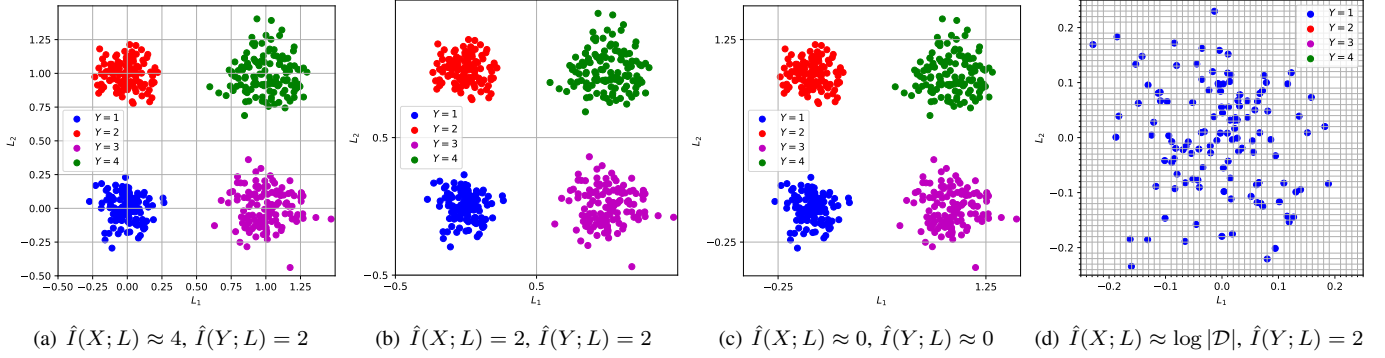 1.25
1.00
0.75
0.50
0.25
0.00
−0.25
−0.50
L₂
Y = 1
Y = 2
Y = 3
Y = 4
−0.50 −0.25 0.00 0.25 0.50 0.75 1.00 1.25
L₁
(a) Î(X; L) ≈ 4, Î(Y; L) = 2
0.5
−0.5
L₂
Y = 1
Y = 2
Y = 3
Y = 4
−0.5 0.5
L₁
(b) Î(X; L) = 2, Î(Y; L) = 2
1.25
−0.25
L₂
Y = 1
Y = 2
Y = 3
Y = 4
−0.25 1.25
L₁
(c) Î(X; L) ≈ 0, Î(Y; L) ≈ 0
0.2
0.1
0.0
−0.1
−0.2
L₂
Y = 1
Y = 2
Y = 3
Y = 4
−0.2 −0.1 0.0 0.1 0.2
L₁
(d) Î(X; L) ≈ log |𝒟|, Î(Y; L) = 2